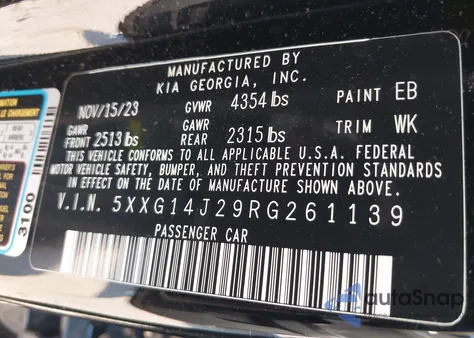 MANUFACTURED BY
KIA GEORGIA, INC.
NOV/15/23 GVWR 4354 lbs PAINT EB
GAWR FRONT 2513 lbs GAWR REAR 2315 lbs TRIM WK
THIS VEHICLE CONFORMS TO ALL APPLICABLE U.S.A. FEDERAL
MOTOR VEHICLE SAFETY, BUMPER, AND THEFT PREVENTION STANDARDS
IN EFFECT ON THE DATE OF MANUFACTURE SHOWN ABOVE.
V.I.N. 5XXG14J29RG261139
PASSENGER CAR
3100
autoSnap